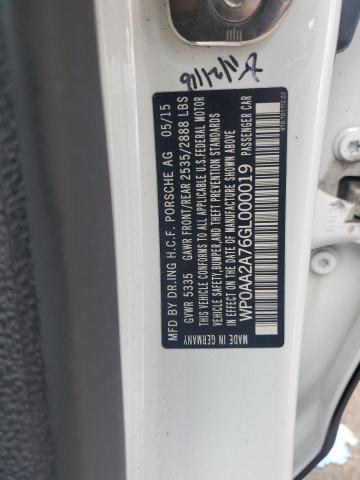 MFD BY DR.ING H.C.F. PORSCHE AG 05/15
GVWR 5335 GAWR FRONT/REAR 2535/2888 LBS
THIS VEHICLE CONFORMS TO ALL APPLICABLE U.S.FEDERAL MOTOR
VEHICLE SAFETY,BUMPER,AND THEFT PREVENTION STANDARDS
IN EFFECT ON THE DATE OF MANUFACTURE SHOWN ABOVE
WP0AA2A76GL000019 PASSENGER CAR
MADE IN GERMANY